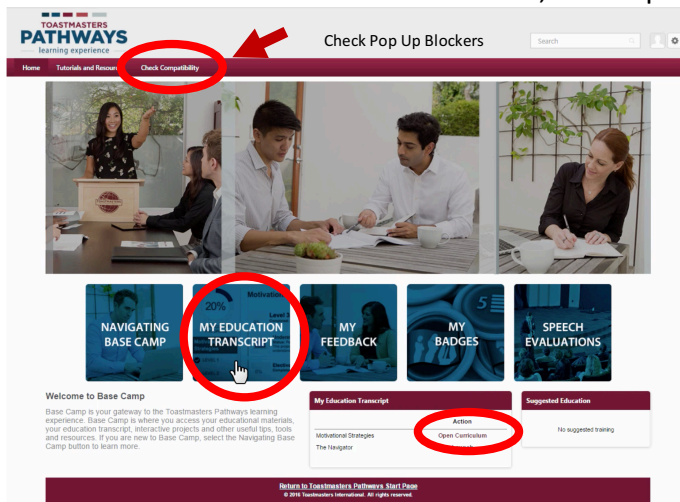 TOASTMASTERS
PATHWAYS
learning experience
Check Pop Up Blockers
Search
Home Tutorials and Check Compatibility
NAVIGATING
BASE CAMP
20%
Level 3
MY EDUCATION
TRANSCRIPT
MY
FEEDBACK
5
MY
BADGES
SPEECH
EVALUATIONS
Welcome to Base Camp
Base Camp is your gateway to the Toastmasters Pathways learning
experience. Base Camp is where you access your educational materials,
your education transcript, interactive projects and other useful tips, tools
and resources. If you are new to Base Camp, select the Navigating Base
Camp button to learn more.
My Education Transcript
Action
Motivational Strategies Open Curriculum
The Navigator
Suggested Education
No suggested training
Return to Toastmasters Pathways Start Page
© 2016 Toastmasters International. All rights reserved.